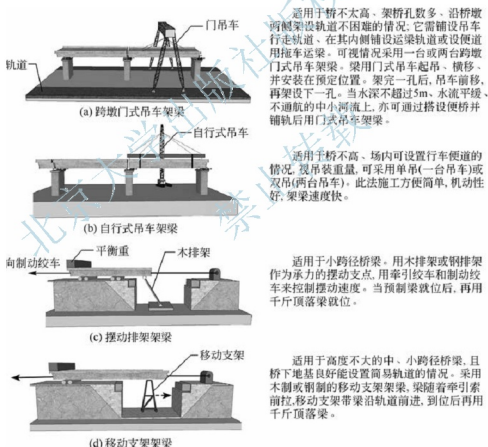 门吊车
轨道
(a) 跨墩门式吊车架梁
适用于桥不太高、架桥孔数多、沿桥墩
两侧架设轨道不困难的情况;它需铺设吊车
行走轨道、在其内侧铺设运梁轨道或设便道
用拖车运梁。可视情况采用一台或两台跨墩
门式吊车架梁。梁用门式吊车起吊、横移、
并安装在预定位置。架完一孔后,吊车前移,
再架设下一孔。当水深不超过5m、水流平缓、
不通航的中小河流上,亦可通过搭设便桥并
铺轨后用门式吊车架梁。
自行式吊车
(b) 自行式吊车架梁
适用于桥不高、场内可设置行车便道的
情况,视吊装重量,可采用单吊(一台吊车)或
双吊(两台吊车)。此法施工方便简单,机动性
好,架梁速度快。
平衡重
木排架
向制动绞车
(c) 摆动排架架梁
适用于小跨径桥梁。用木排架或钢排架
作为承力的摆动支点,用牵引绞车和制动绞
车来控制摆动速度。当预制梁就位后,再用
千斤顶落梁就位。
移动支架
(d) 移动支架架梁
适用于高度不大的中、小跨径桥梁,且
桥下地基良好能设置简易轨道的情况。采用
木制或钢制的移动支架架梁,梁随着牵引索
前拉,移动支架带梁沿轨道前进,到位后再用
千斤顶落梁。
北京大学出版社版权所有
禁止转载